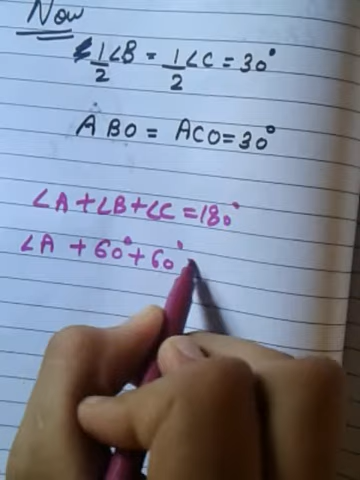 Now
1/2 ∠B = 1/2 ∠C = 30°
ABO = ACO = 30°
∠A + ∠B + ∠C = 180°
∠A + 60° + 60°